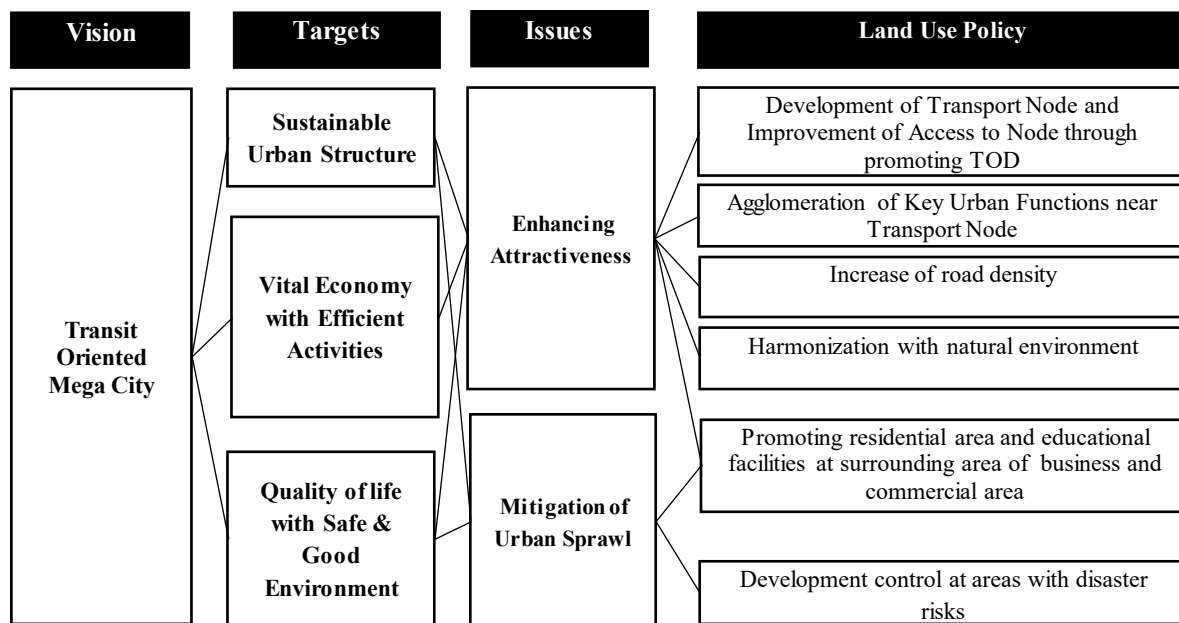 Vision
Targets
Issues
Land Use Policy
Transit
Oriented
Mega City
Sustainable
Urban Structure
Vital Economy
with Efficient
Activities
Quality of life
with Safe &
Good
Environment
Enhancing
Attractiveness
Mitigation of
Urban Sprawl
Development of Transport Node and
Improvement of Access to Node through
promoting TOD
Agglomeration of Key Urban Functions near
Transport Node
Increase of road density
Harmonization with natural environment
Promoting residential area and educational
facilities at surrounding area of business and
commercial area
Development control at areas with disaster
risks